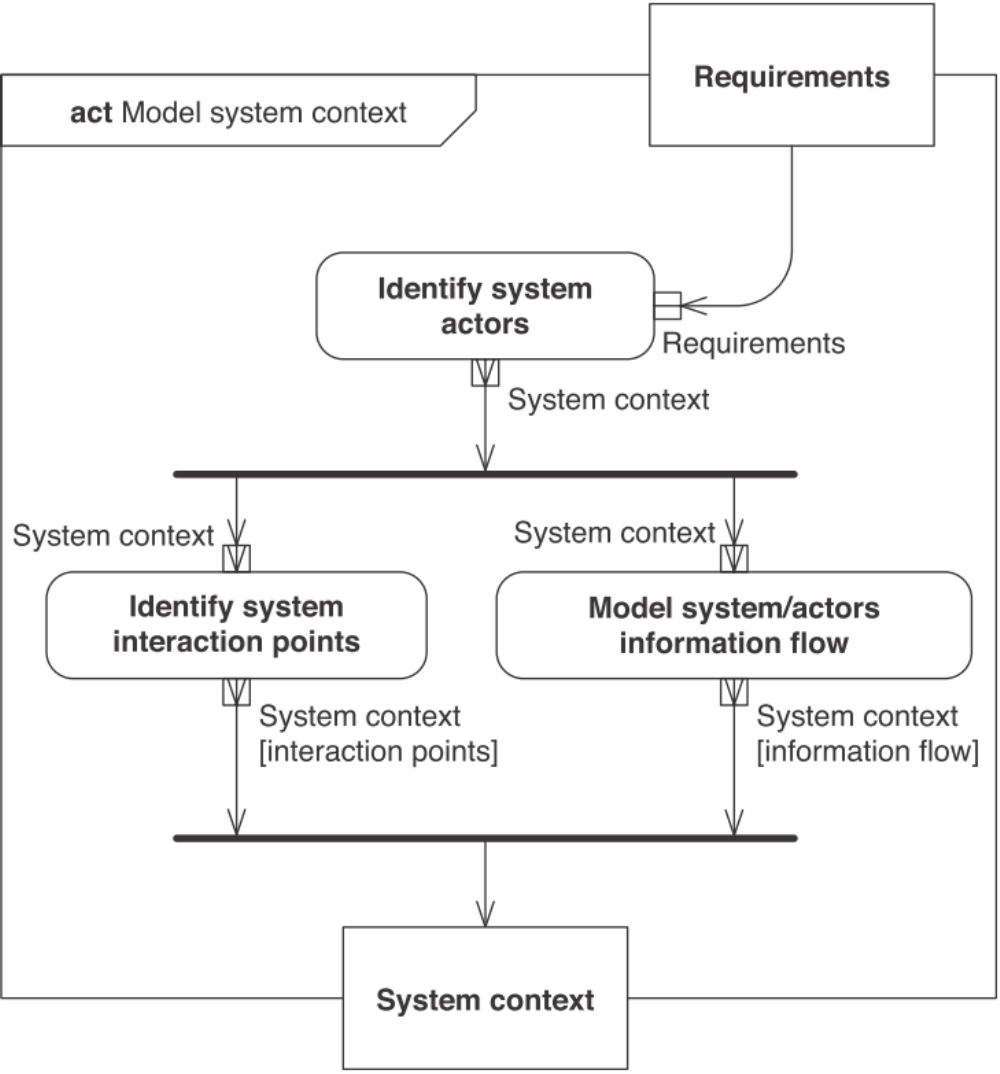 Requirements
act Model system context
Identify system
actors
Requirements
System context
System context
System context
Identify system
interaction points
Model system/actors
information flow
System context
[interaction points]
System context
[information flow]
System context